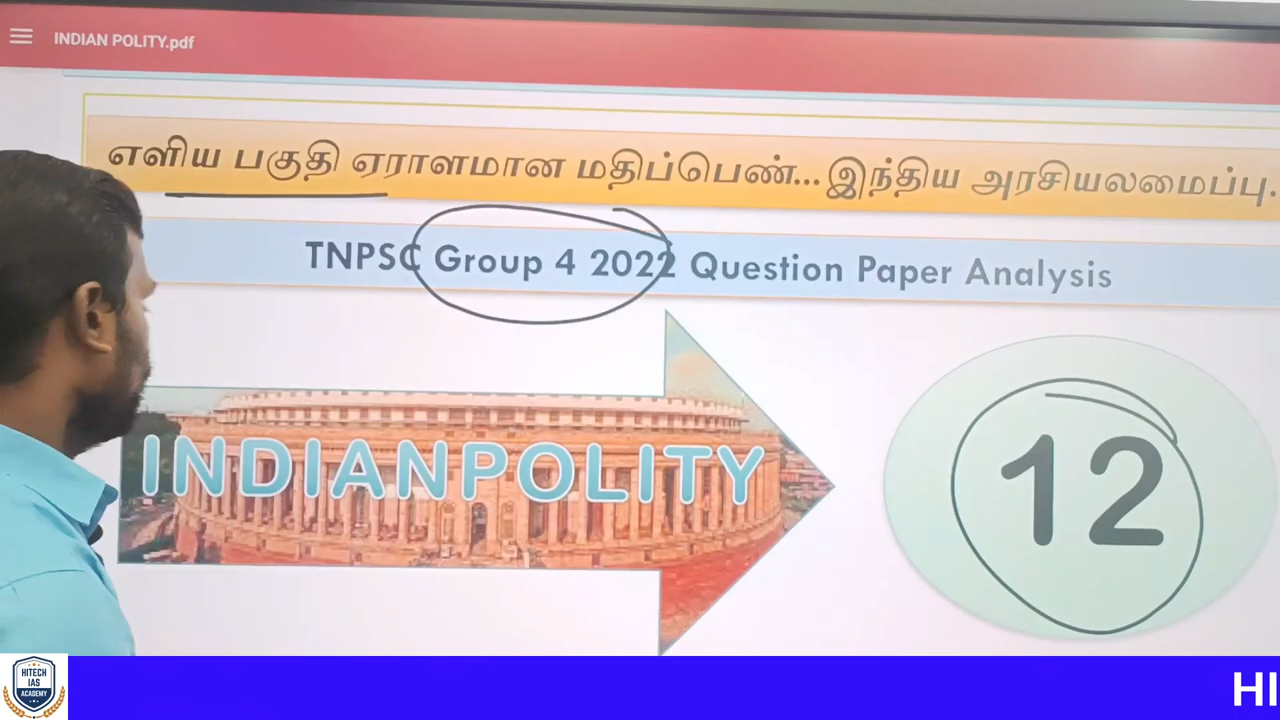 INDIAN POLITY.pdf
எளிய பகுதி ஏராளமான மதிப்பெண்...இந்திய அரசியலமைப்பு.
TNPSC Group 4 2022 Question Paper Analysis
INDIANPOLITY
12
HITECH
IAS
ACADEMY
HI